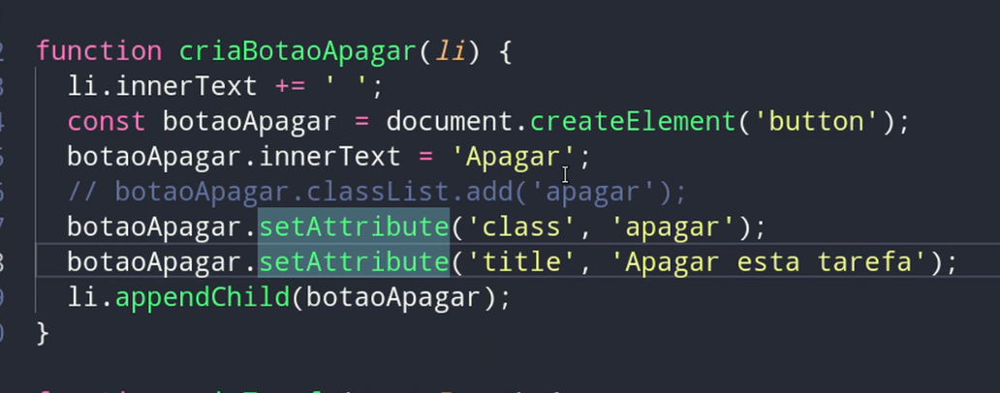 function criaBotaoApagar(li) {
li.innerText += ' ';
const botaoApagar = document.createElement('button');
botaoApagar.innerText = 'Apagar';
// botaoApagar.classList.add('apagar');
botaoApagar.setAttribute('class', 'apagar');
botaoApagar.setAttribute('title', 'Apagar esta tarefa');
li.appendChild(botaoApagar);
}